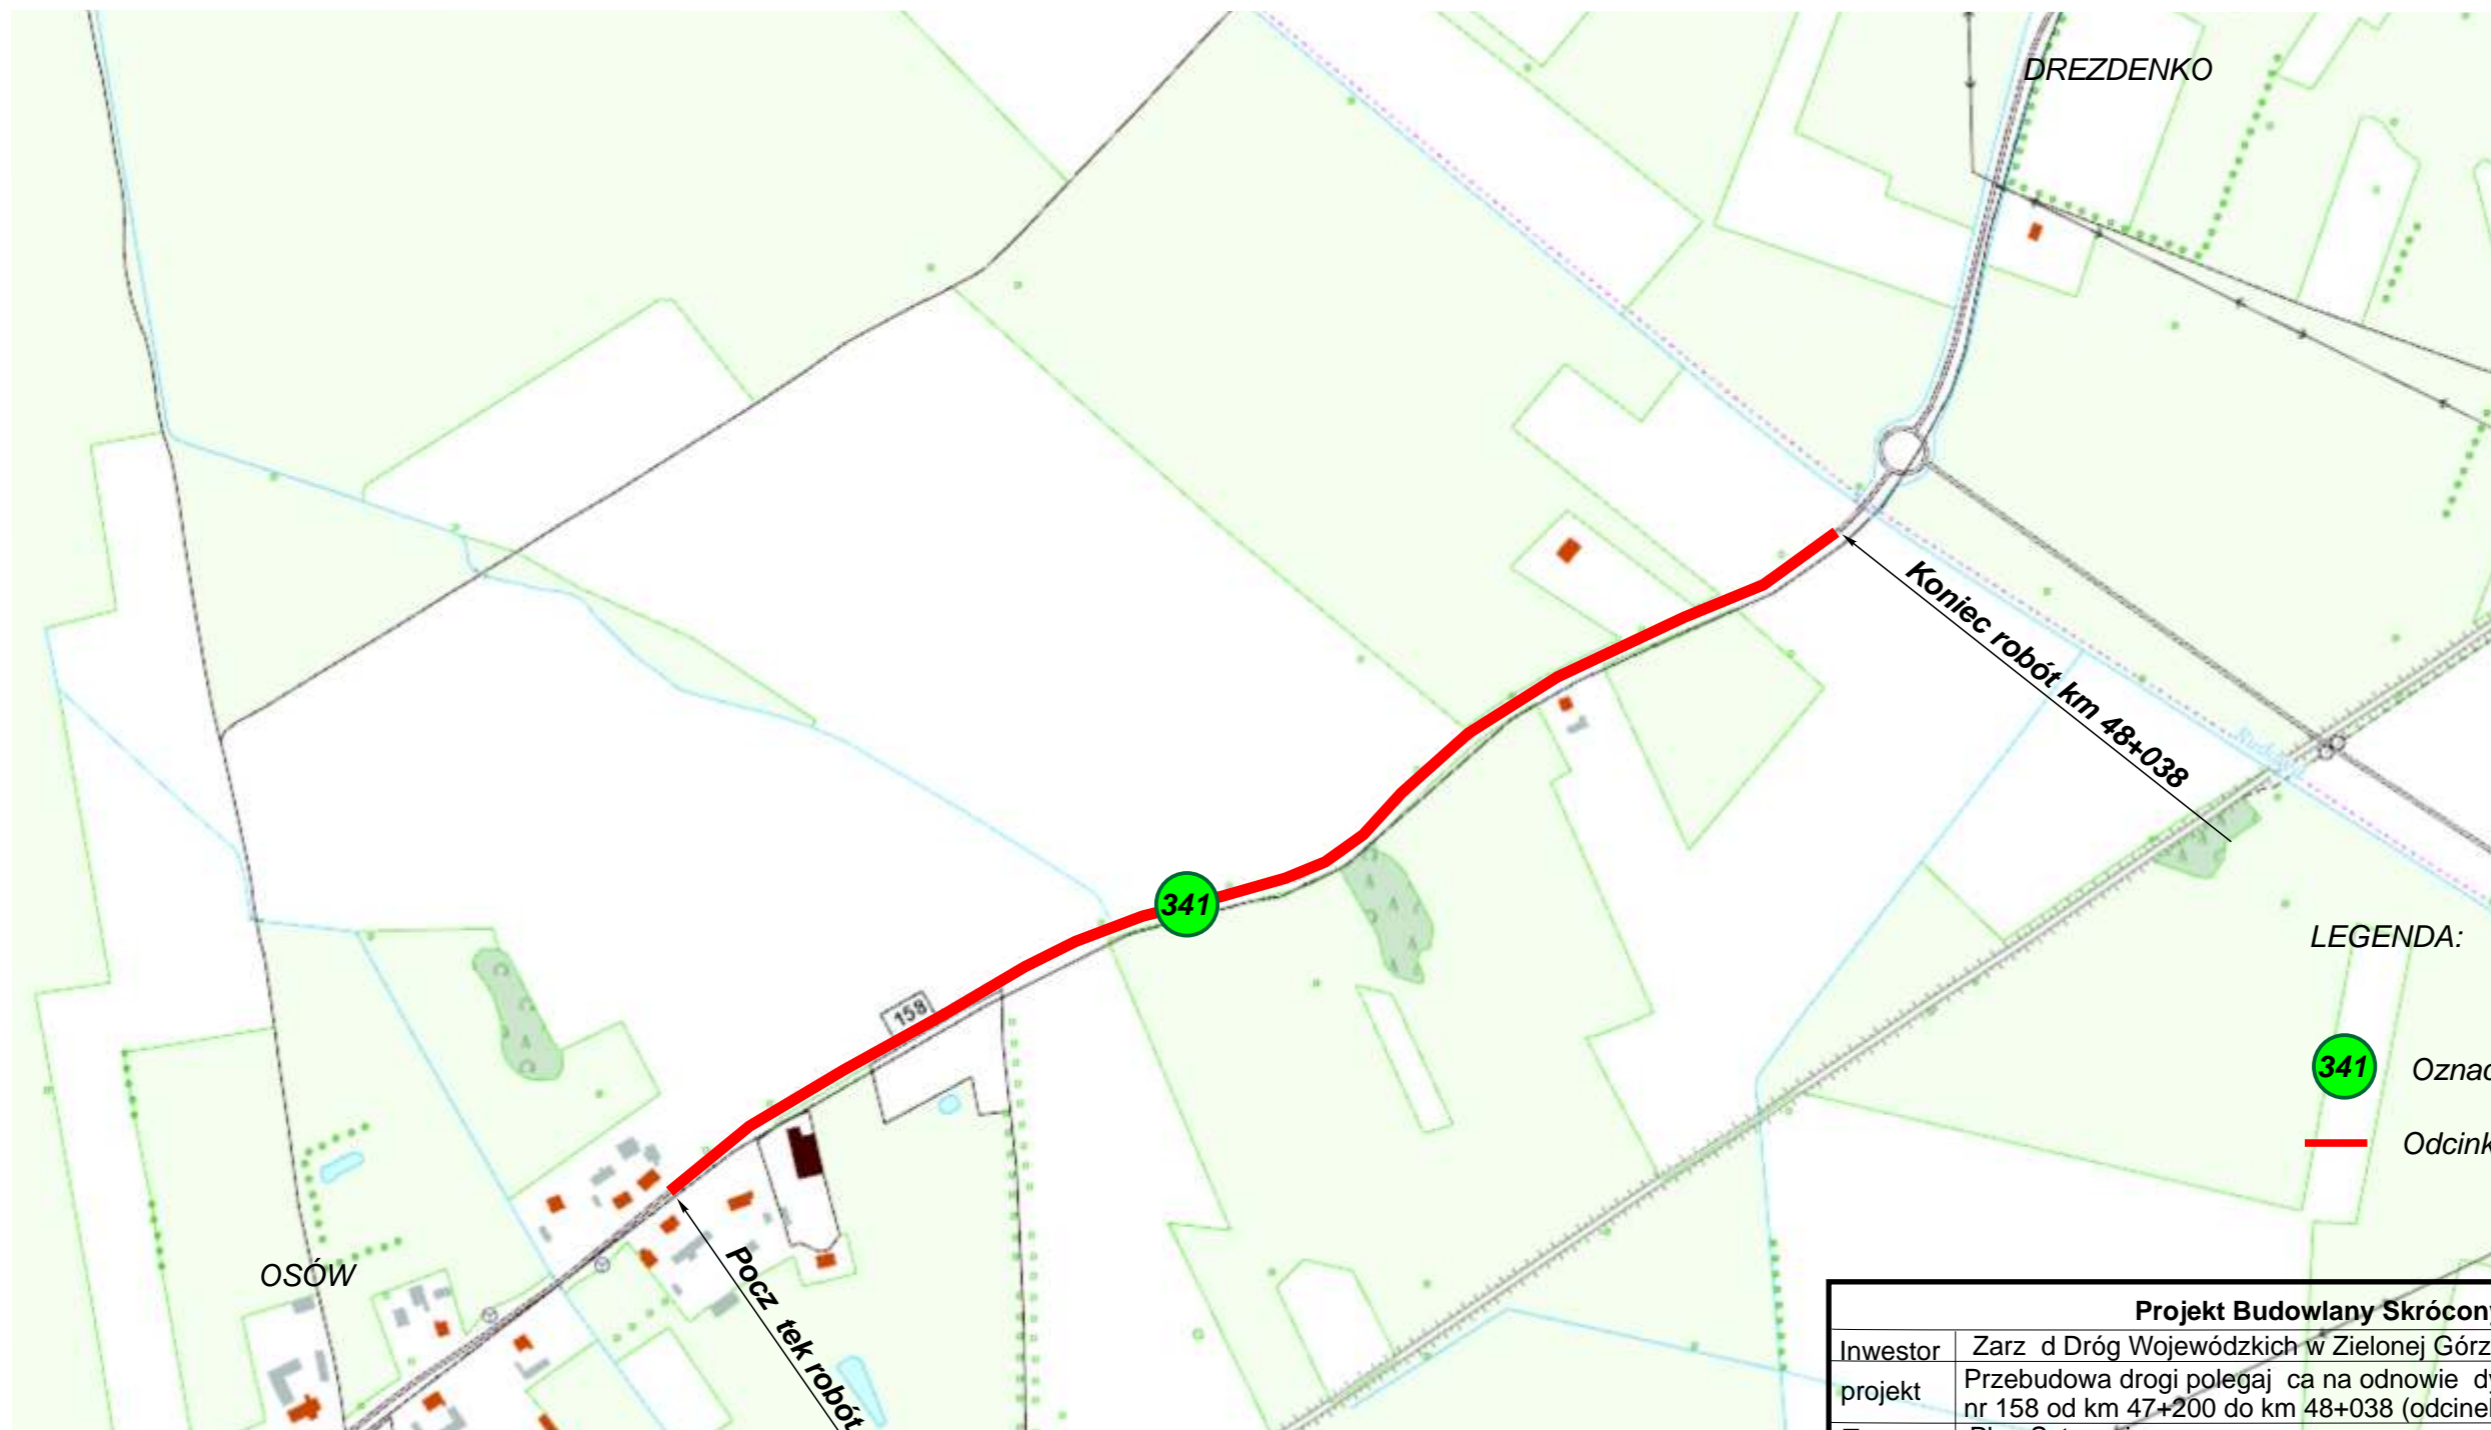 DREZDENKO
Koniec robót km 48+038
341
158
LEGENDA:
341
Odcink
OSÓW
Pocz tek robót
Projekt Budowlany Skrócony
Inwestor Zarz d Dróg Wojewódzkich w Zielonej Górz
projekt Przebudowa drogi polegaj ca na odnowie
nr 158 od km 47+200 do km 48+038 (odcinek